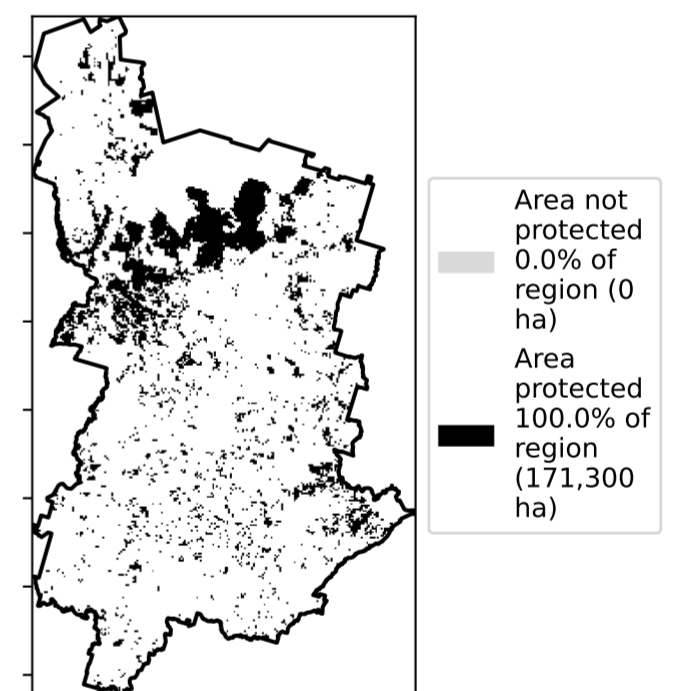 Area not
protected
0.0% of
region (0
ha)
Area
protected
100.0% of
region
(171,300
ha)